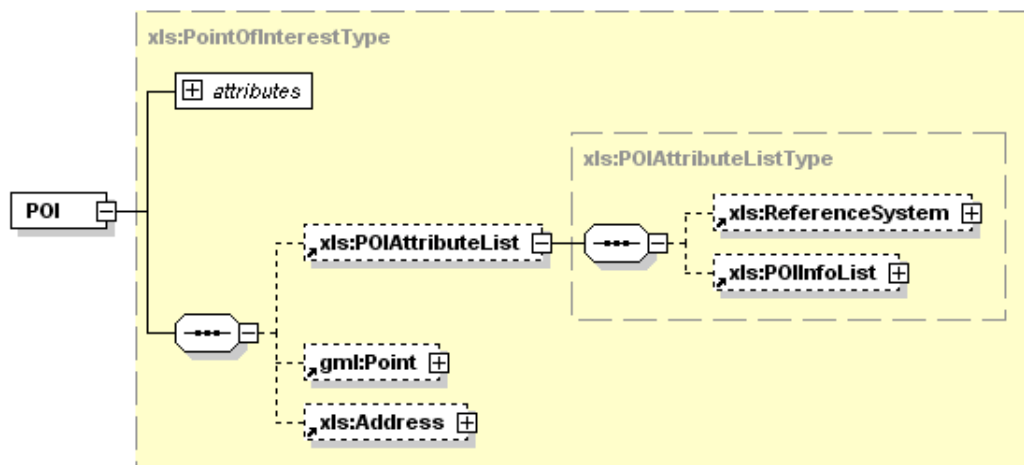 xls:PointOfInterestType
attributes
xls:POIAttributeListType
POI
xls:ReferenceSystem
xls:POIAttributeList
xls:POIInfoList
gml:Point
xls:Address